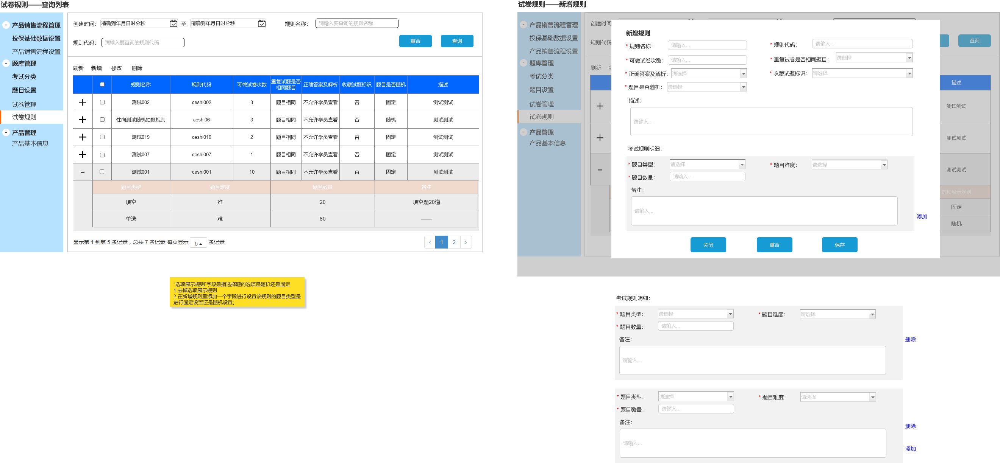 试卷规则——查询列表
- 产品销售流程管理
投保基础数据设置
产品销售流程设置
- 题库管理
考试分类
题目设置
试卷管理
试卷规则
- 产品管理
产品基本信息
创建时间: 精确到年月日时分秒 至 精确到年月日时分秒 规则名称: 请输入要查询的规则名称
规则代码: 请输入要查询的规则代码 重置 查询
刷新 新增 修改 删除
规则名称 规则代码 可做试卷次数 重复试题是否相同题目 正确答案及解析 收藏试题标识 题目是否随机 描述
测试002 ceshi002 3 题目相同 不允许学员查看 否 固定 测试测试
性向测试随机抽题规则 ceshi06 3 题目相同 不允许学员查看 否 随机 测试测试
测试019 ceshi019 2 题目相同 不允许学员查看 否 固定 测试测试
测试007 ceshi007 1 题目相同 不允许学员查看 否 固定 测试测试
测试001 ceshi001 10 题目相同 不允许学员查看 否 固定 测试测试
题目类型 题目难度 题目数量 备注
填空 难 20 填空题20道
单选 难 80 ——
显示第 1 到第 5 条记录，总共 7 条记录 每页显示 5 条记录 ‹ 1 2 ›
“选项展示规则”字段是指选择题的选项是随机还是固定
1.去掉选项展示规则
2.在新增规则里添加一个字段进行设置该规则的题目类型是
进行固定设置还是随机设置;
试卷规则——新增规则
- 产品销售流程管理
投保基础数据设置
产品销售流程设置
- 题库管理
考试分类
题目设置
试卷管理
试卷规则
- 产品管理
产品基本信息
创建时间
规则代码 查询
刷新
描述
测试测试
测试测试
测试测试
选项展示规则
固定
随机
新增规则
* 规则名称: 请输入... * 规则代码: 请输入...
* 可做试卷次数: 请输入... * 重复试卷是否相同题目: 请选择
* 正确答案及解析: 请选择 * 收藏试题标识: 请选择
* 题目是否随机: 请选择
描述:
请输入...
考试规则明细:
* 题目类型: 请选择 * 题目难度: 请选择
* 题目数量: 请输入...
备注:
请输入...
添加
关闭 重置 保存
考试规则明细:
* 题目类型: 请选择 * 题目难度: 请选择
* 题目数量: 请输入...
备注: 删除
请输入...
* 题目类型: 请选择 * 题目难度: 请选择
* 题目数量: 请输入...
备注:
删除
请输入...
添加